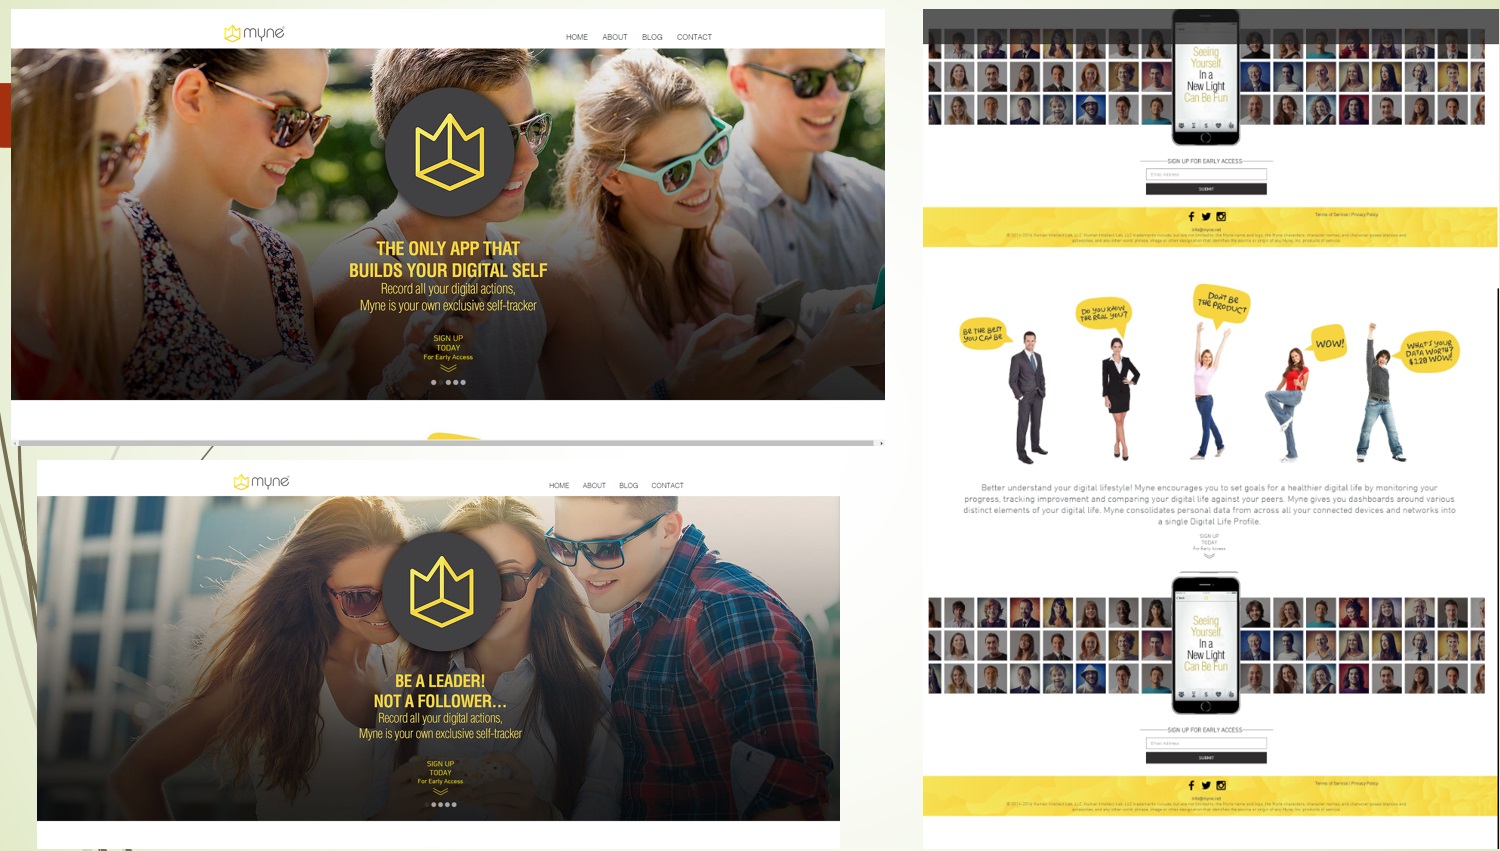 myne
HOME ABOUT BLOG CONTACT
THE ONLY APP THAT
BUILDS YOUR DIGITAL SELF
Record all your digital actions,
Myne is your own exclusive self-tracker
SIGN UP
TODAY
For Early Access
myne
HOME ABOUT BLOG CONTACT
BE A LEADER!
NOT A FOLLOWER...
Record all your digital actions,
Myne is your own exclusive self-tracker
SIGN UP
TODAY
For Early Access
Seeing
Yourself
In a
New Light
Can Be Fun
SIGN UP FOR EARLY ACCESS
Email Address
SUBMIT
Terms of Service | Privacy Policy
info@myne.net
BE THE BEST
YOU CAN BE
DO YOU KNOW
THE REAL YOU?
DON'T BE
THE PRODUCT
WOW!
WHAT'S YOUR
DATA WORTH?
$120 WOW!
Better understand your digital lifestyle! Myne encourages you to set goals for a healthier digital life by monitoring your
progress, tracking improvement and comparing your digital life against your peers. Myne gives you dashboards around various
distinct elements of your digital life. Myne consolidates personal data from across all your connected devices and networks into
a single Digital Life Profile.
SIGN UP
TODAY
For Early Access
Seeing
Yourself
In a
New Light
Can Be Fun
SIGN UP FOR EARLY ACCESS
Email Address
SUBMIT
Terms of Service | Privacy Policy
info@myne.net